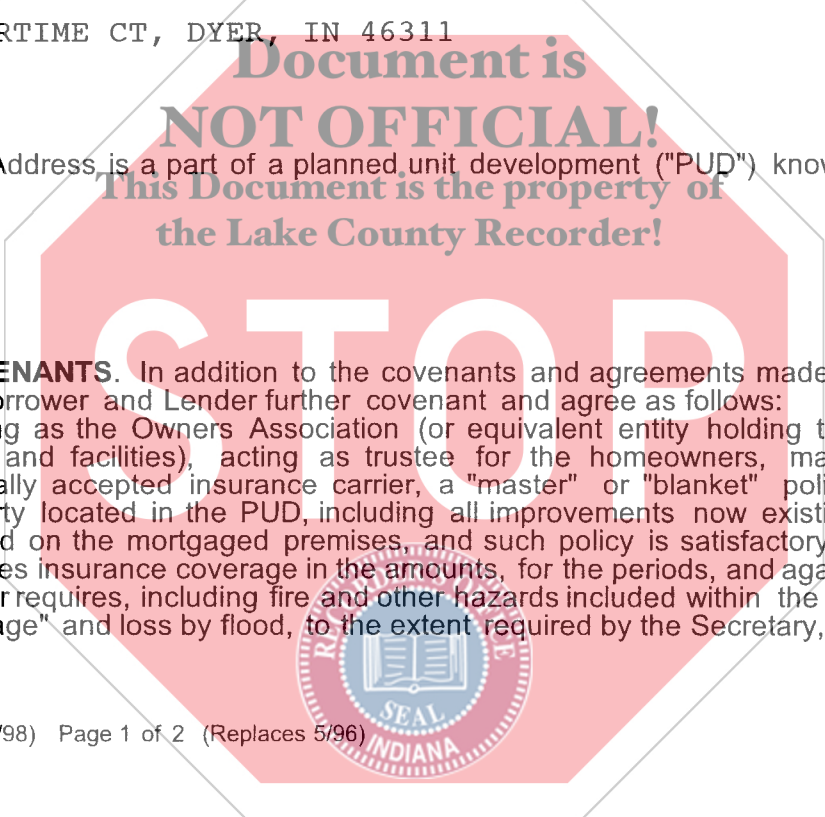 RTIME CT, DYER, IN 46311
Document is
NOT OFFICIAL!
Address is a part of a planned unit development ("PUD") know
This Document is the property of
the Lake County Recorder!
STOP
ENANTS. In addition to the covenants and agreements made
orrower and Lender further covenant and agree as follows:
g as the Owners Association (or equivalent entity holding t
and facilities), acting as trustee for the homeowners, ma
ally accepted insurance carrier, a "master" or "blanket" poli
ty located in the PUD, including all improvements now existi
d on the mortgaged premises, and such policy is satisfactory
es insurance coverage in the amounts, for the periods, and aga
r requires, including fire and other hazards included within the
age" and loss by flood, to the extent required by the Secretary,
RECORDER'S OFFICE
SEAL
INDIANA
/98) Page 1 of 2 (Replaces 5/96)